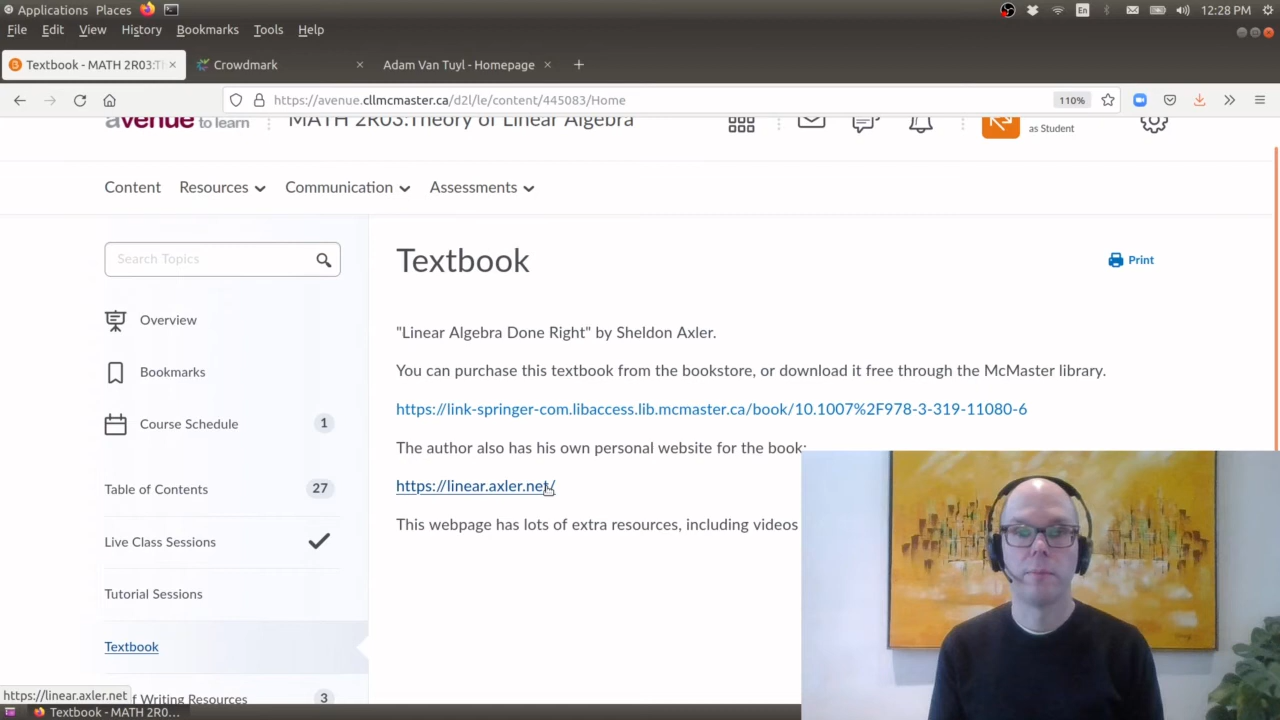 Applications Places En 12:28 PM
File Edit View History Bookmarks Tools Help
Textbook - MATH 2R03:Th × Crowdmark × Adam Van Tuyl - Homepage × +
https://avenue.cllmcmaster.ca/d2l/le/content/445083/Home 110%
avenue to learn MATH 2R03:Theory of Linear Algebra as Student
Content Resources Communication Assessments
Search Topics
Textbook
Print
Overview
"Linear Algebra Done Right" by Sheldon Axler.
Bookmarks
You can purchase this textbook from the bookstore, or download it free through the McMaster library.
Course Schedule 1
https://link-springer-com.libaccess.lib.mcmaster.ca/book/10.1007%2F978-3-319-11080-6
The author also has his own personal website for the book:
Table of Contents 27
https://linear.axler.net/
This webpage has lots of extra resources, including videos
Live Class Sessions
Tutorial Sessions
Textbook
https://linear.axler.net
f Writing Resources 3
Textbook - MATH 2R0...